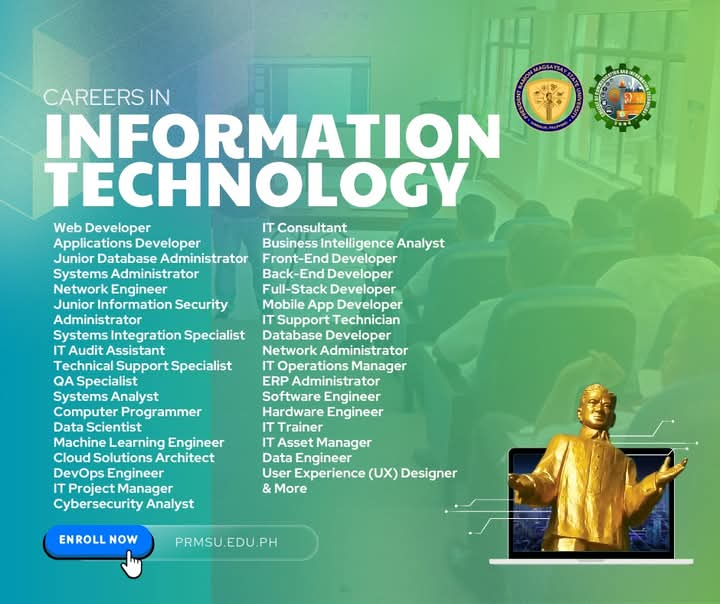 PRESIDENT RAMON MAGSAYSAY STATE UNIVERSITY
CAREERS IN
INFORMATION
TECHNOLOGY
Web Developer
Applications Developer
Junior Database Administrator
Systems Administrator
Network Engineer
Junior Information Security
Administrator
Systems Integration Specialist
IT Audit Assistant
Technical Support Specialist
QA Specialist
Systems Analyst
Computer Programmer
Data Scientist
Machine Learning Engineer
Cloud Solutions Architect
DevOps Engineer
IT Project Manager
Cybersecurity Analyst
IT Consultant
Business Intelligence Analyst
Front-End Developer
Back-End Developer
Full-Stack Developer
Mobile App Developer
IT Support Technician
Database Developer
Network Administrator
IT Operations Manager
ERP Administrator
Software Engineer
Hardware Engineer
IT Trainer
IT Asset Manager
Data Engineer
User Experience (UX) Designer
& More
ENROLL NOW
PRMSU.EDU.PH